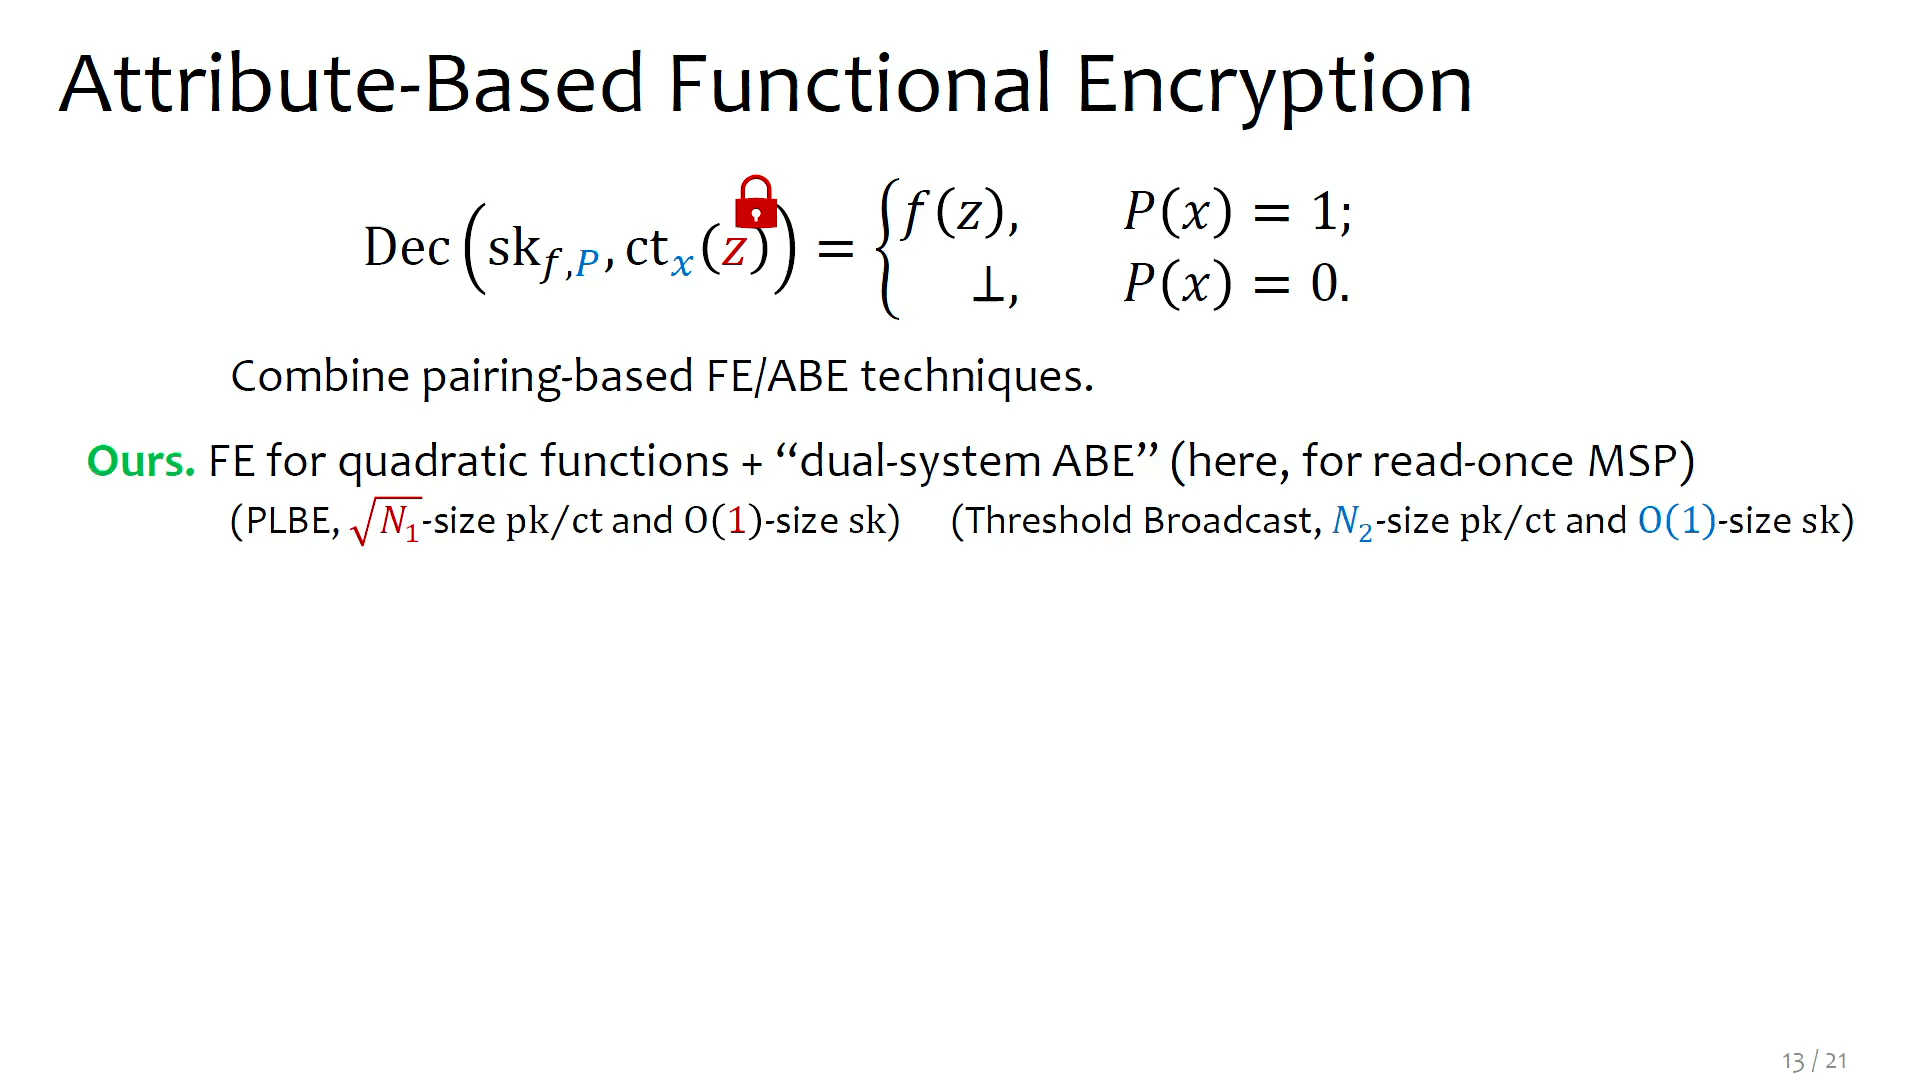 Attribute-Based Functional Encryption
Dec(sk_{f,P}, ct_x(z)) = { f(z), P(x) = 1;
⊥, P(x) = 0.
Combine pairing-based FE/ABE techniques.
Ours. FE for quadratic functions + “dual-system ABE” (here, for read-once MSP)
(PLBE, √N₁-size pk/ct and O(1)-size sk) (Threshold Broadcast, N₂-size pk/ct and O(1)-size sk)
13 / 21